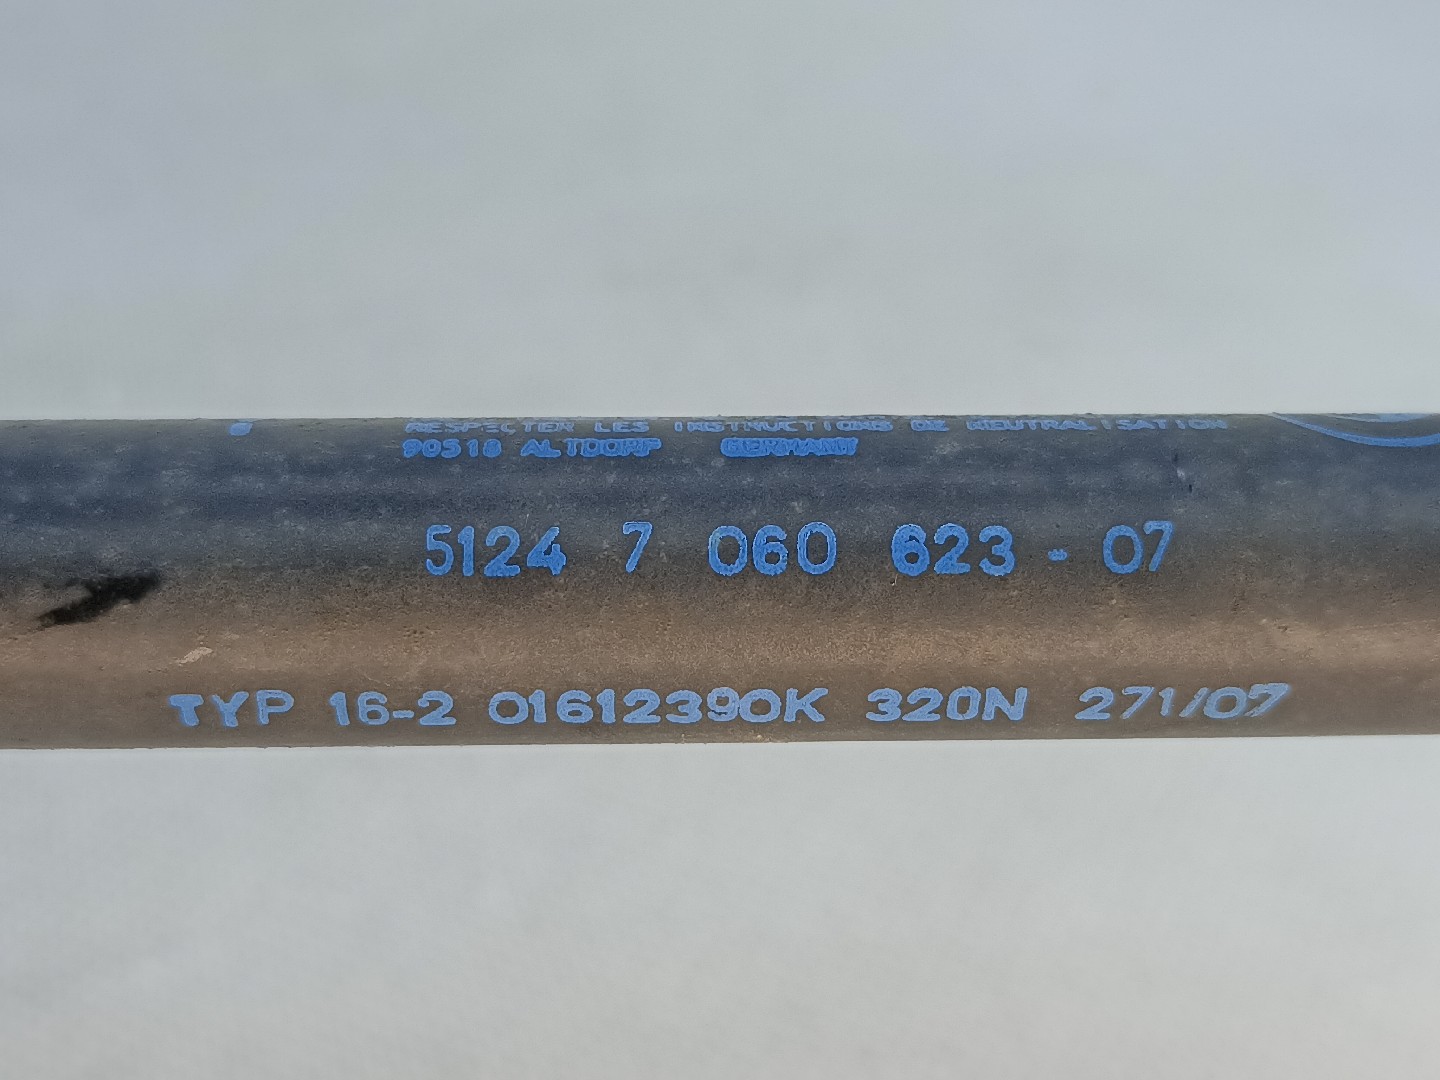 RESPECTER LES INSTRUCTIONS DE NEUTRALISATION
90518 ALTDORF GERMANY
5124 7 060 623 - 07
TYP 16-2 01612390K 320N 271/07